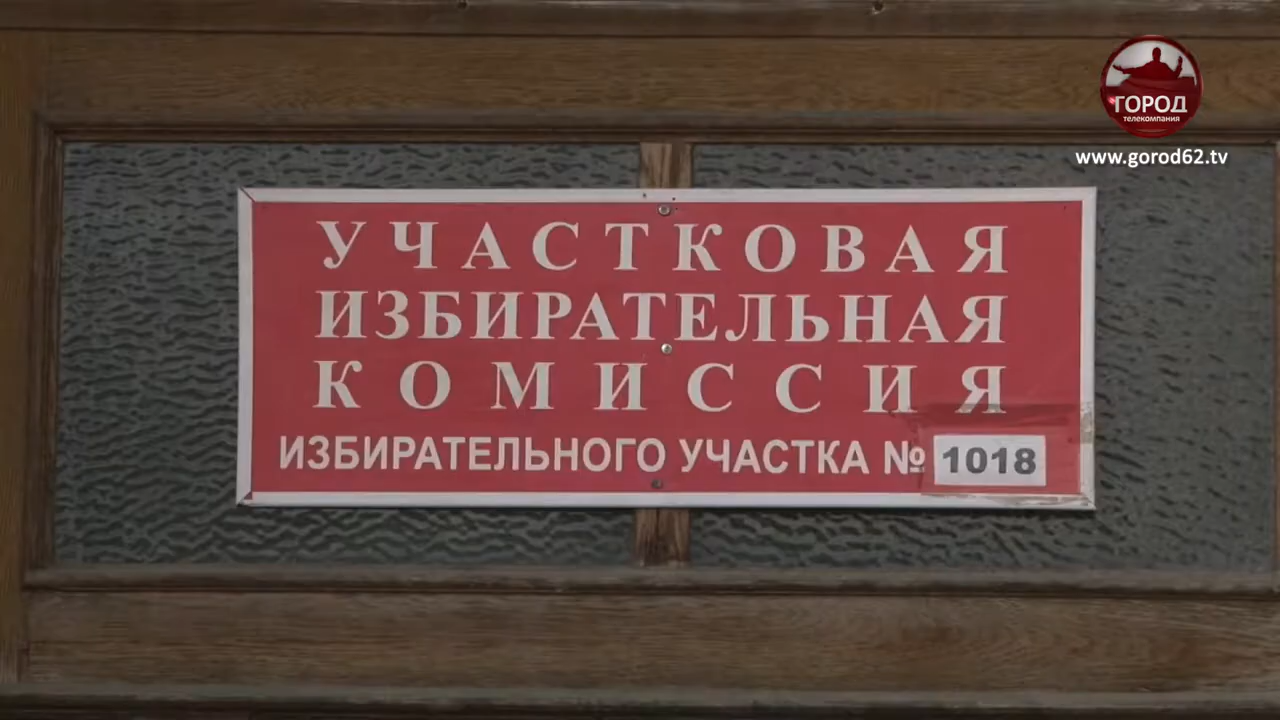 ГОРОД
телекомпания
www.gorod62.tv
УЧАСТКОВАЯ
ИЗБИРАТЕЛЬНАЯ
КОМИССИЯ
ИЗБИРАТЕЛЬНОГО УЧАСТКА № 1018